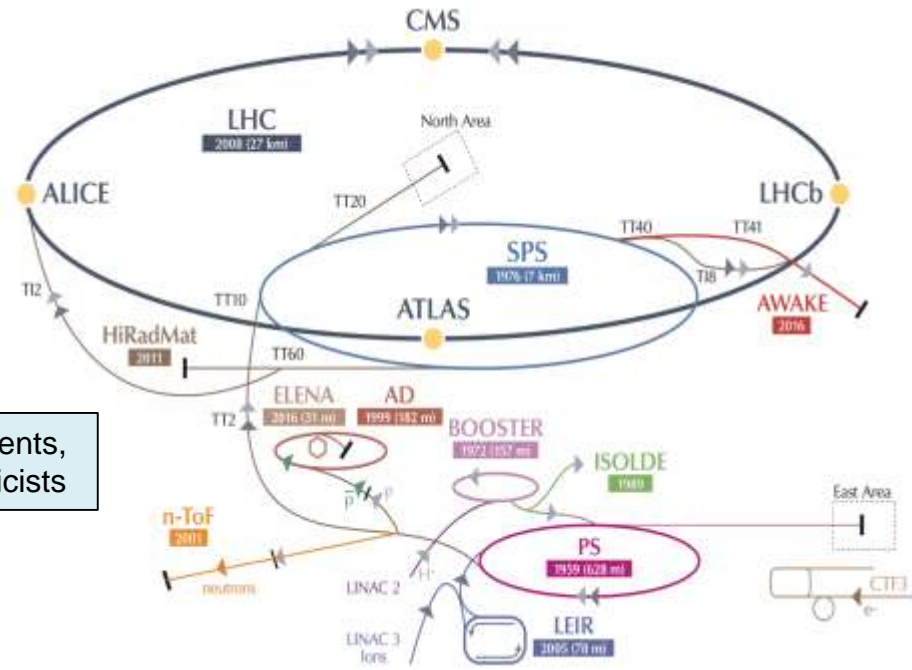 CMS
LHC
2008 (27 km)
North Area
ALICE
LHCb
TT20
TT40
TT41
SPS
1976 (7 km)
TI8
TI2
TT10
ATLAS
AWAKE
2016
HiRadMat
2011
TT60
ELENA
2016 (31 m)
AD
1999 (182 m)
TT2
BOOSTER
1972 (157 m)
ents,
icists
ISOLDE
1989
p̄
p
East Area
n-ToF
2001
PS
1959 (628 m)
H+
neutrons
LINAC 2
CTF3
e-
LEIR
2005 (78 m)
LINAC 3
Ions